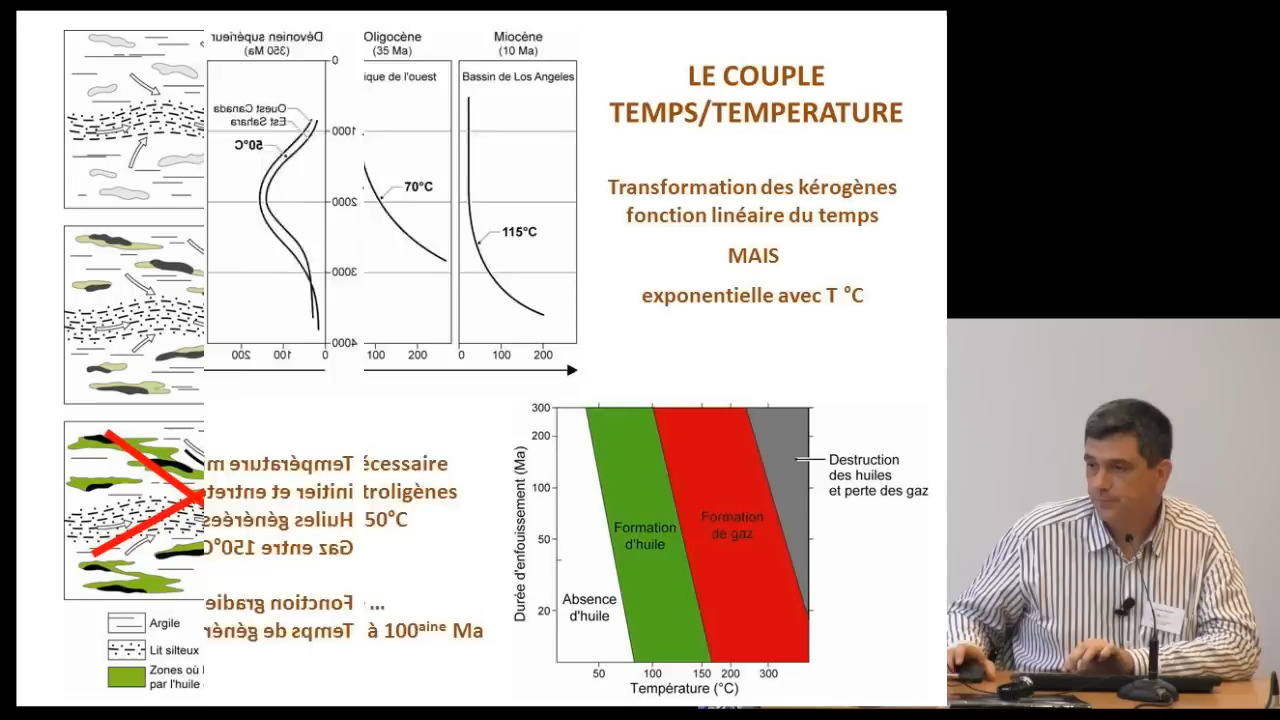 LE COUPLE
TEMPS/TEMPERATURE
Transformation des kérogènes
fonction linéaire du temps
MAIS
exponentielle avec T °C
Dévonien supérieur
(350 Ma)
Ouest Canada
Est Sahara
50°C
0
1000
2000
3000
4000
200
100
0
Oligocène
(35 Ma)
ique de l'ouest
70°C
100
200
Miocène
(10 Ma)
Bassin de Los Angeles
115°C
0
100
200
Température m
écessaire
initier et entrete
troligènes
Huiles générées
50°C
Gaz entre 150°C
Fonction gradie
...
Temps de génér
à 100aine Ma
Argile
Lit silteux
Zones où l
par l'huile
Durée d'enfouissement (Ma)
300
200
100
50
20
Absence
d'huile
Formation
d'huile
Formation
de gaz
Destruction
des huiles
et perte des gaz
50
100
150
200
300
Température (°C)